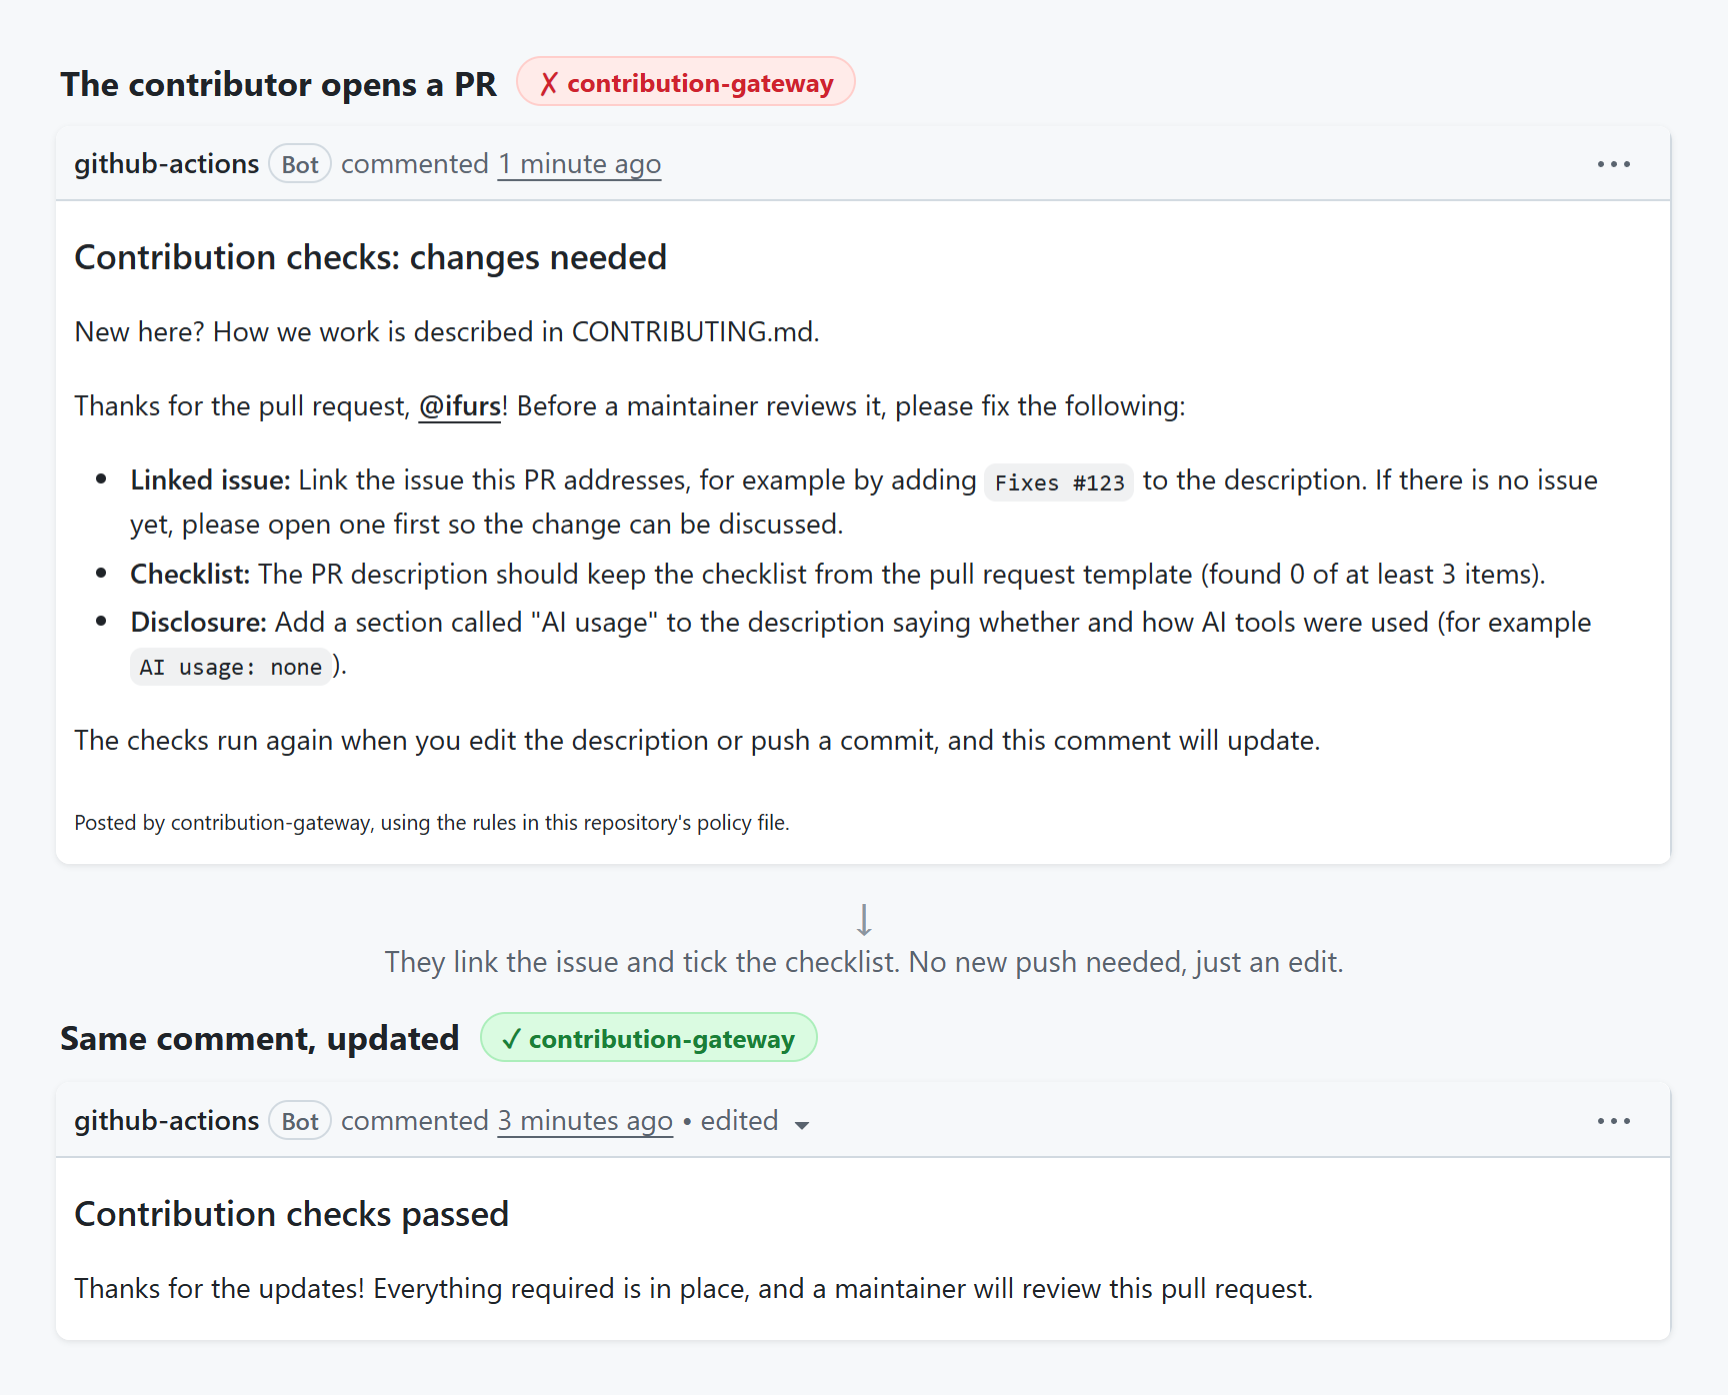 The contributor opens a PR ✗ contribution-gateway
github-actions Bot commented 1 minute ago
Contribution checks: changes needed
New here? How we work is described in CONTRIBUTING.md.
Thanks for the pull request, @ifurs! Before a maintainer reviews it, please fix the following:
• Linked issue: Link the issue this PR addresses, for example by adding Fixes #123 to the description. If there is no issue
yet, please open one first so the change can be discussed.
• Checklist: The PR description should keep the checklist from the pull request template (found 0 of at least 3 items).
• Disclosure: Add a section called "AI usage" to the description saying whether and how AI tools were used (for example
AI usage: none).
The checks run again when you edit the description or push a commit, and this comment will update.
Posted by contribution-gateway, using the rules in this repository's policy file.
↓
They link the issue and tick the checklist. No new push needed, just an edit.
Same comment, updated ✓ contribution-gateway
github-actions Bot commented 3 minutes ago • edited
Contribution checks passed
Thanks for the updates! Everything required is in place, and a maintainer will review this pull request.